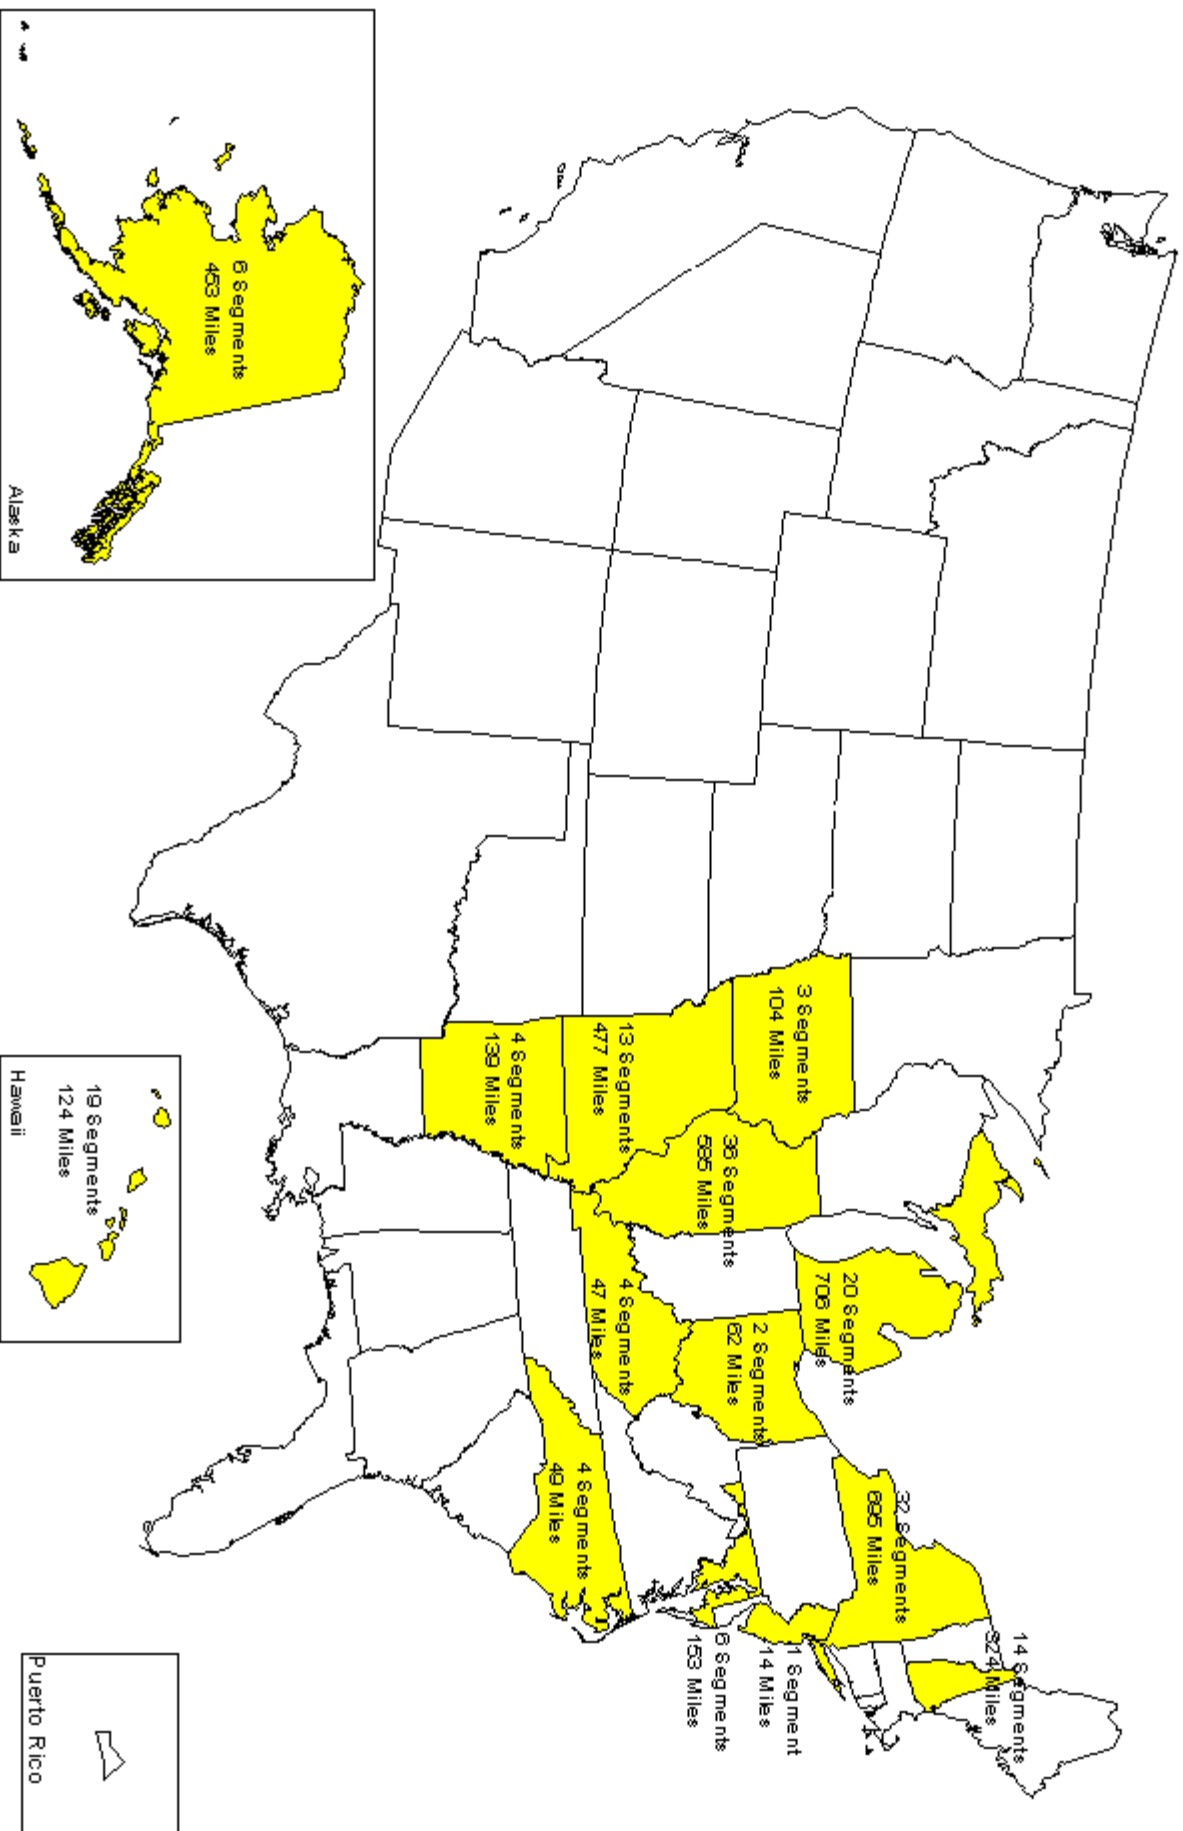 14 Segments
324 Miles
32 Segments
695 Miles
20 Segments
706 Miles
3 Segments
104 Miles
1 Segment
14 Miles
2 Segments
62 Miles
36 Segments
585 Miles
6 Segments
153 Miles
13 Segments
477 Miles
4 Segments
47 Miles
4 Segments
49 Miles
4 Segments
139 Miles
6 Segments
453 Miles
Alaska
19 Segments
124 Miles
Hawaii
Puerto Rico